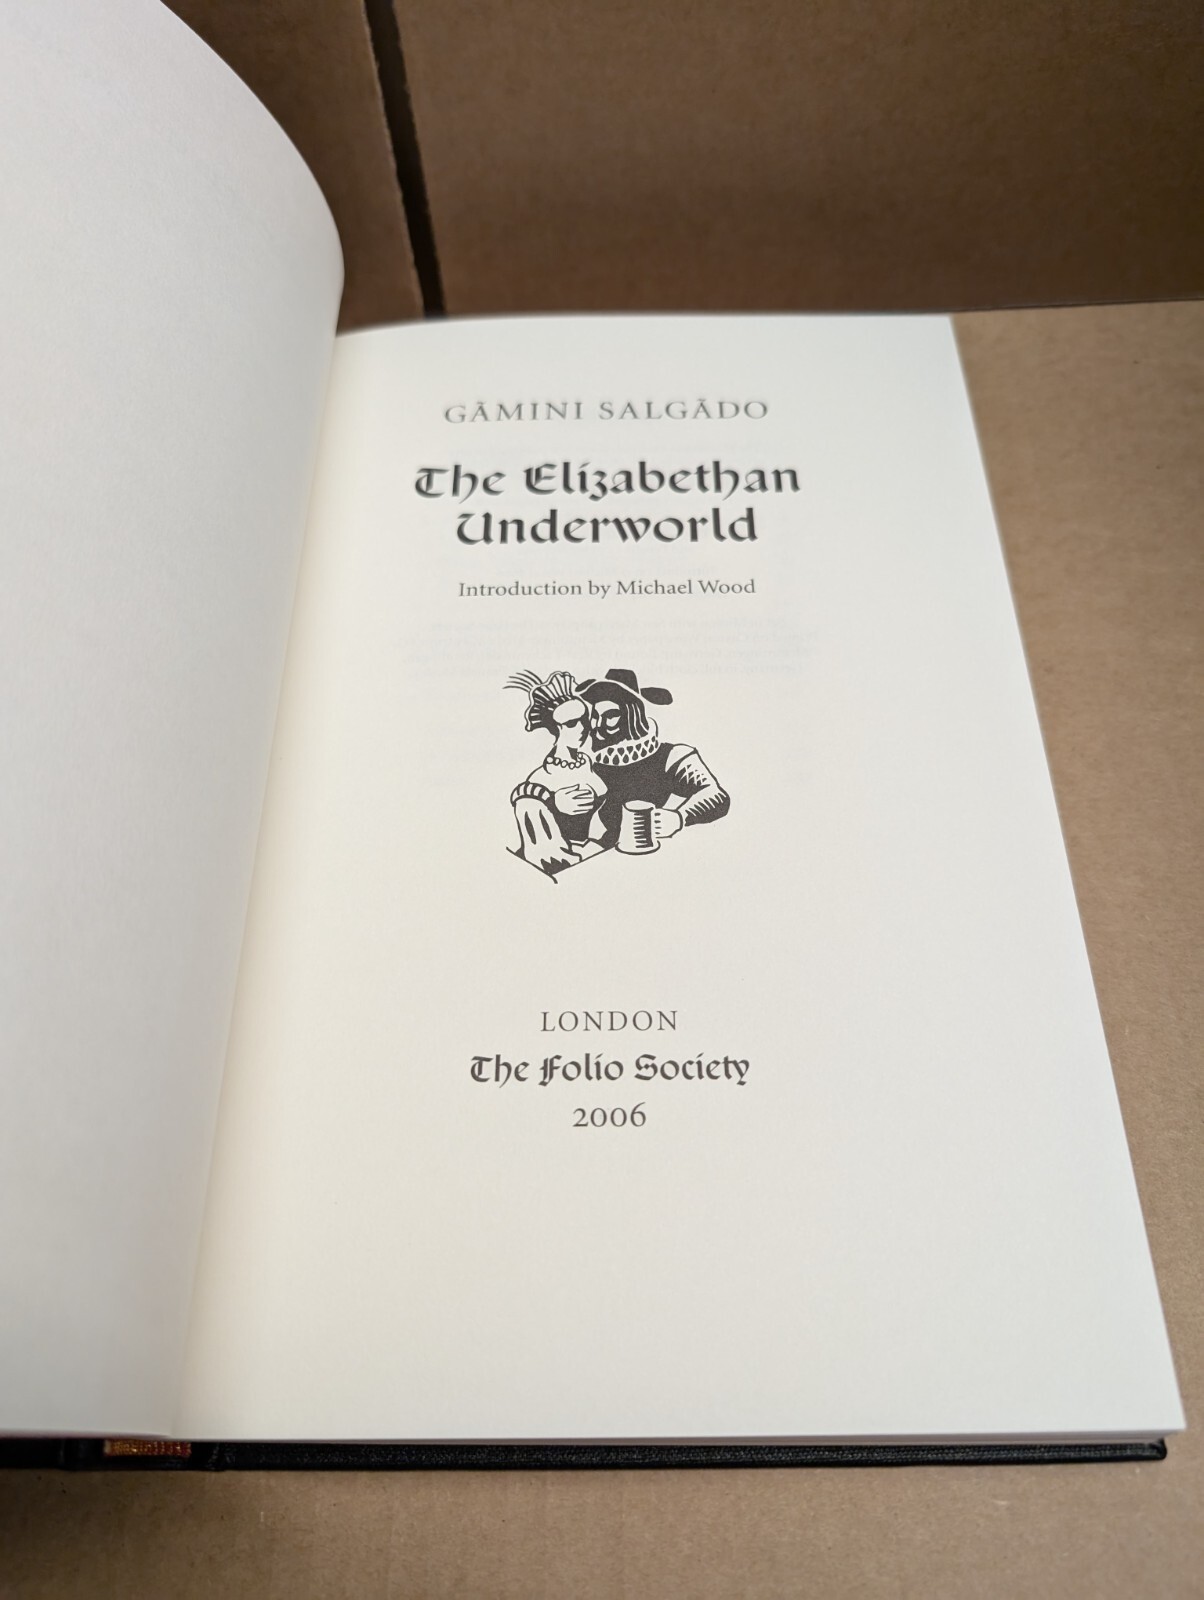 GĀMINI SALGĀDO
The Elizabethan
Underworld
Introduction by Michael Wood
LONDON
The Folio Society
2006